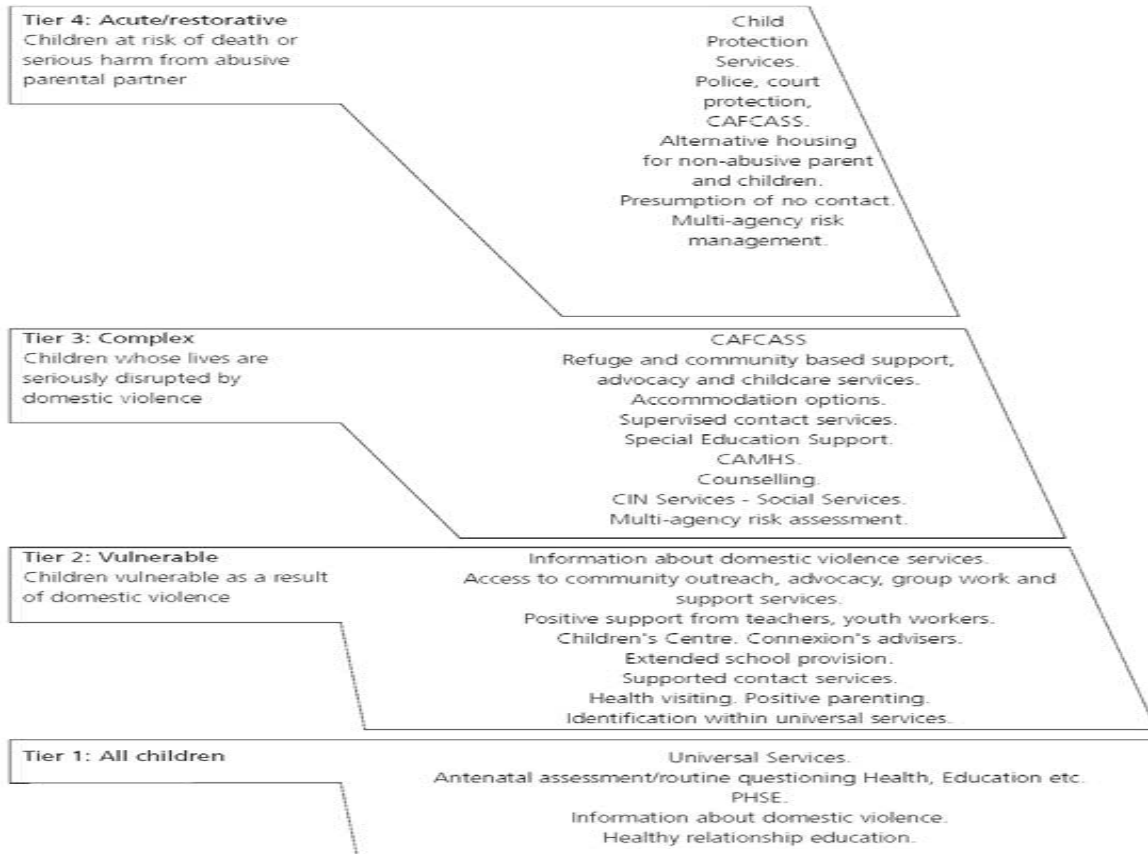 Tier 4: Acute/restorative
Children at risk of death or
serious harm from abusive
parental partner
Child
Protection
Services.
Police, court
protection,
CAFCASS.
Alternative housing
for non-abusive parent
and children.
Presumption of no contact.
Multi-agency risk
management.
Tier 3: Complex
Children whose lives are
seriously disrupted by
domestic violence
CAFCASS
Refuge and community based support,
advocacy and childcare services.
Accommodation options.
Supervised contact services.
Special Education Support.
CAMHS.
Counselling.
CIN Services - Social Services.
Multi-agency risk assessment.
Tier 2: Vulnerable
Children vulnerable as a result
of domestic violence
Information about domestic violence services.
Access to community outreach, advocacy, group work and
support services.
Positive support from teachers, youth workers.
Children's Centre. Connexion's advisers.
Extended school provision.
Supported contact services.
Health visiting. Positive parenting.
Identification within universal services.
Tier 1: All children
Universal Services.
Antenatal assessment/routine questioning Health, Education etc.
PHSE.
Information about domestic violence.
Healthy relationship education.